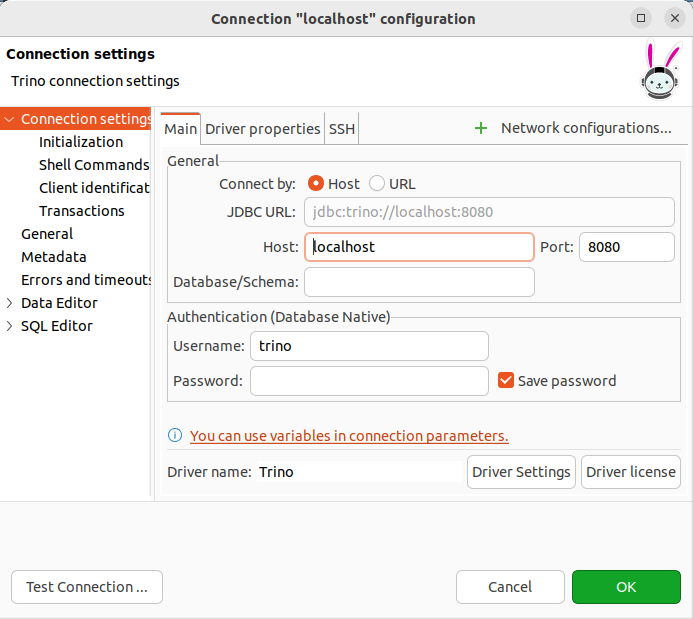 Connection "localhost" configuration
Connection settings
Trino connection settings
Connection settings
Initialization
Shell Commands
Client identificat
Transactions
General
Metadata
Errors and timeouts
Data Editor
SQL Editor
Main Driver properties SSH Network configurations...
General
Connect by: Host URL
JDBC URL: jdbc:trino://localhost:8080
Host: localhost Port: 8080
Database/Schema:
Authentication (Database Native)
Username: trino
Password: Save password
You can use variables in connection parameters.
Driver name: Trino Driver Settings Driver license
Test Connection ... Cancel OK